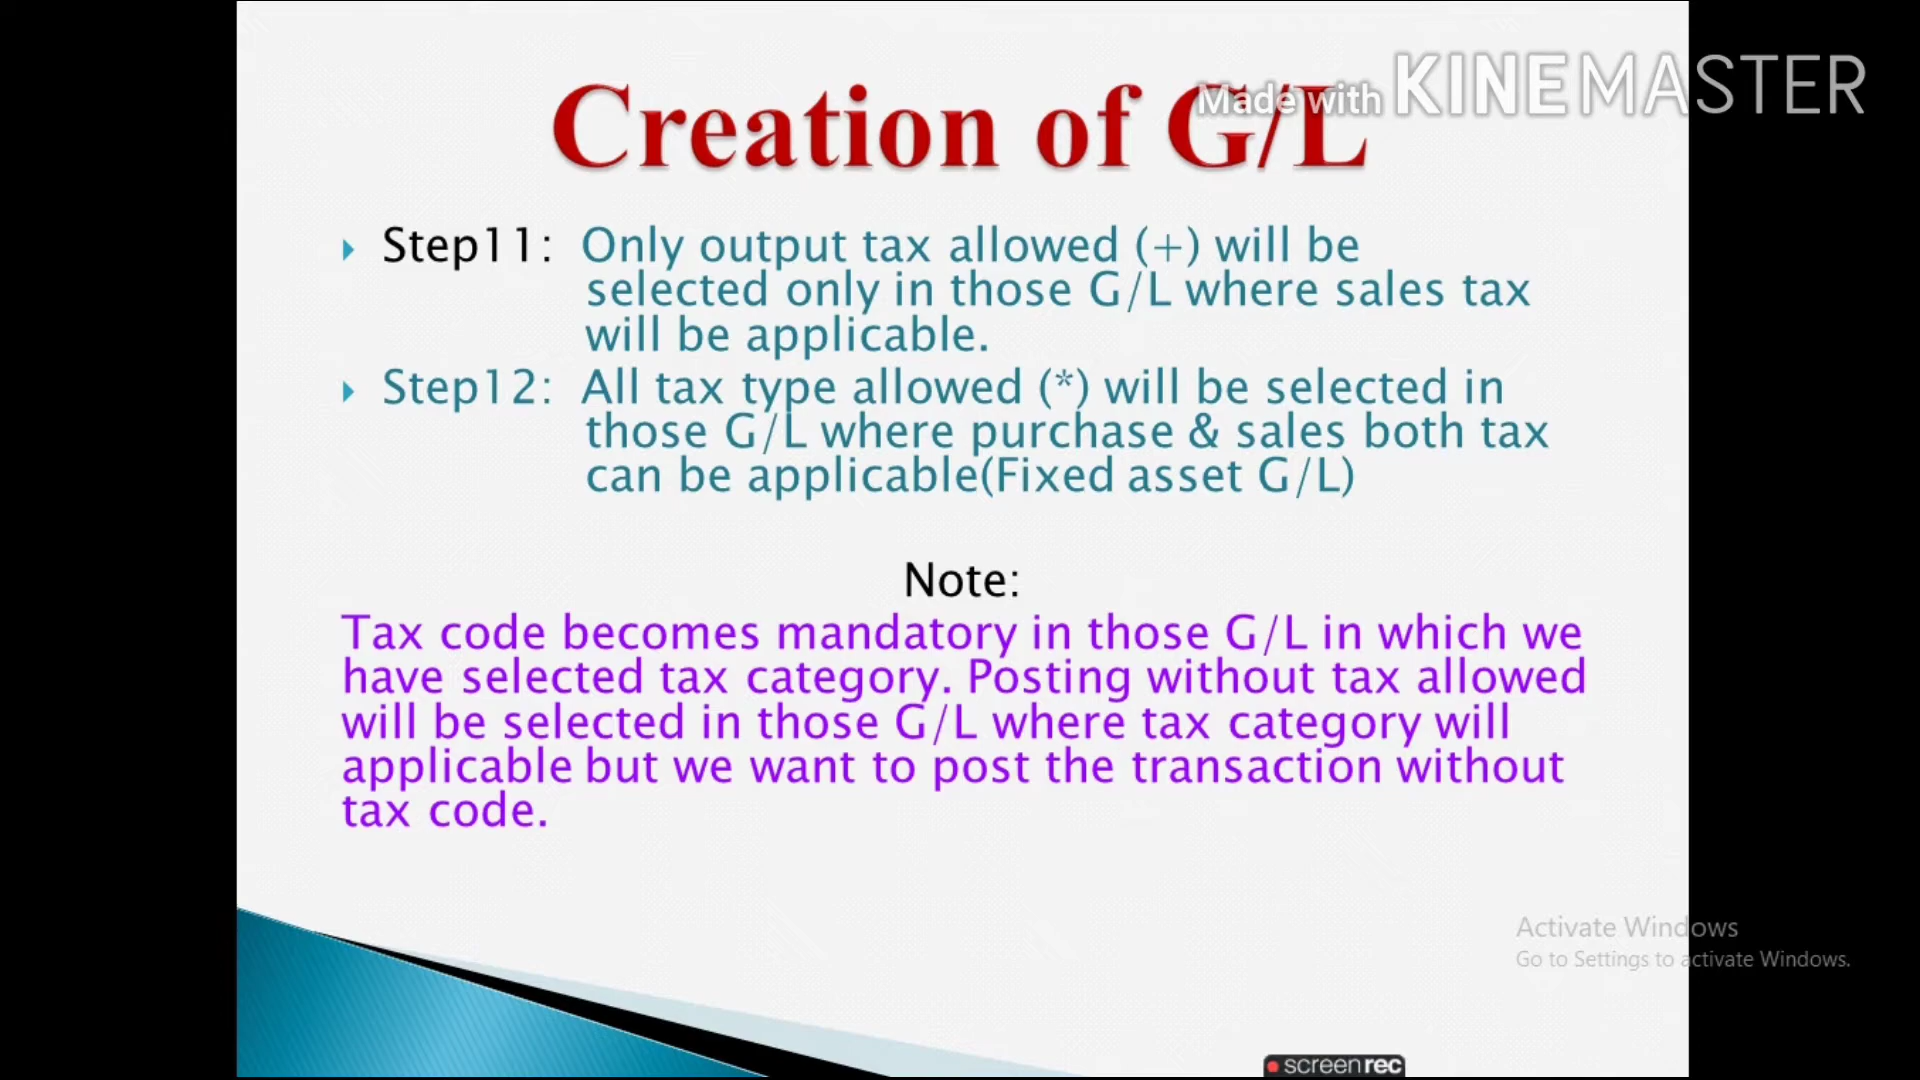 Made with KINEMASTER
Creation of G/L
Step11: Only output tax allowed (+) will be
selected only in those G/L where sales tax
will be applicable.
Step12: All tax type allowed (*) will be selected in
those G/L where purchase & sales both tax
can be applicable(Fixed asset G/L)
Note:
Tax code becomes mandatory in those G/L in which we
have selected tax category. Posting without tax allowed
will be selected in those G/L where tax category will
applicable but we want to post the transaction without
tax code.
Activate Windows
Go to Settings to activate Windows.
screenrec